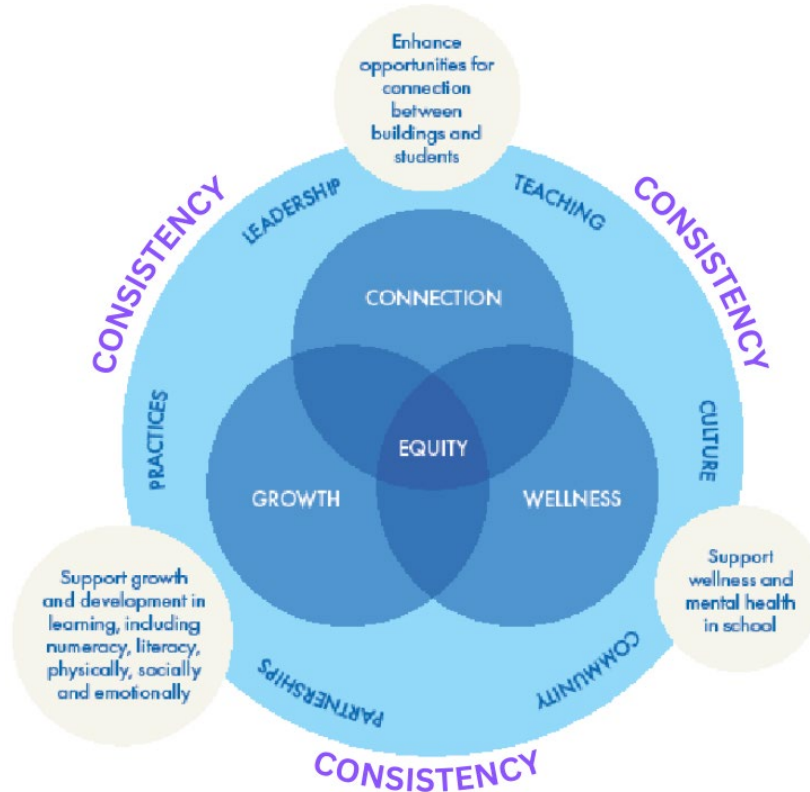 Enhance
opportunities for
connection
between
buildings and
students
CONSISTENCY
CONSISTENCY
LEADERSHIP
TEACHING
CONNECTION
PRACTICES
CULTURE
EQUITY
GROWTH
WELLNESS
Support growth
and development in
learning, including
numeracy, literacy,
physically, socially
and emotionally
Support
wellness and
mental health
in school
PARTNERSHIPS
COMMUNITY
CONSISTENCY